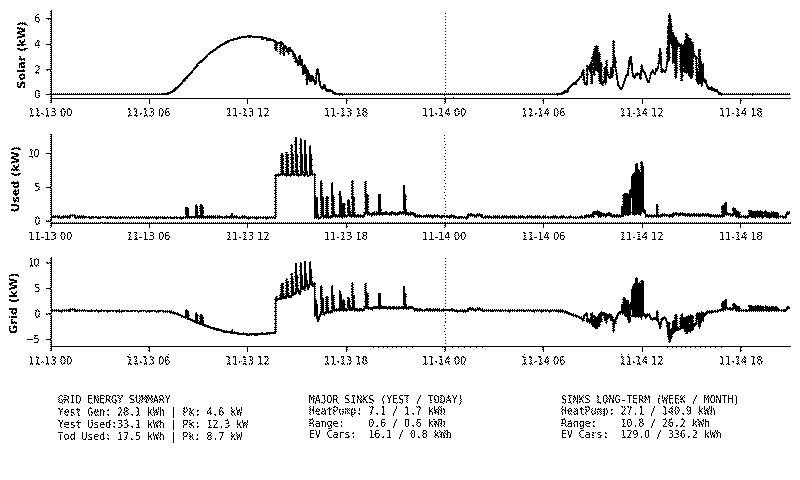 Solar (kW)
6
4
2
0
11-13 00 11-13 06 11-13 12 11-13 18 11-14 00 11-14 06 11-14 12 11-14 18
Used (kW)
10
5
0
11-13 00 11-13 06 11-13 12 11-13 18 11-14 00 11-14 06 11-14 12 11-14 18
Grid (kW)
10
5
0
−5
11-13 00 11-13 06 11-13 12 11-13 18 11-14 00 11-14 06 11-14 12 11-14 18
GRID ENERGY SUMMARY
Yest Gen: 28.1 kWh | Pk: 4.6 kW
Yest Used:33.1 kWh | Pk: 12.3 kW
Tod Used: 17.5 kWh | Pk: 8.7 kW
MAJOR SINKS (YEST / TODAY)
HeatPump: 7.1 / 1.7 kWh
Range: 0.6 / 0.6 kWh
EV Cars: 16.1 / 0.8 kWh
SINKS LONG-TERM (WEEK / MONTH)
HeatPump: 27.1 / 140.9 kWh
Range: 10.8 / 26.2 kWh
EV Cars: 129.0 / 336.2 kWh